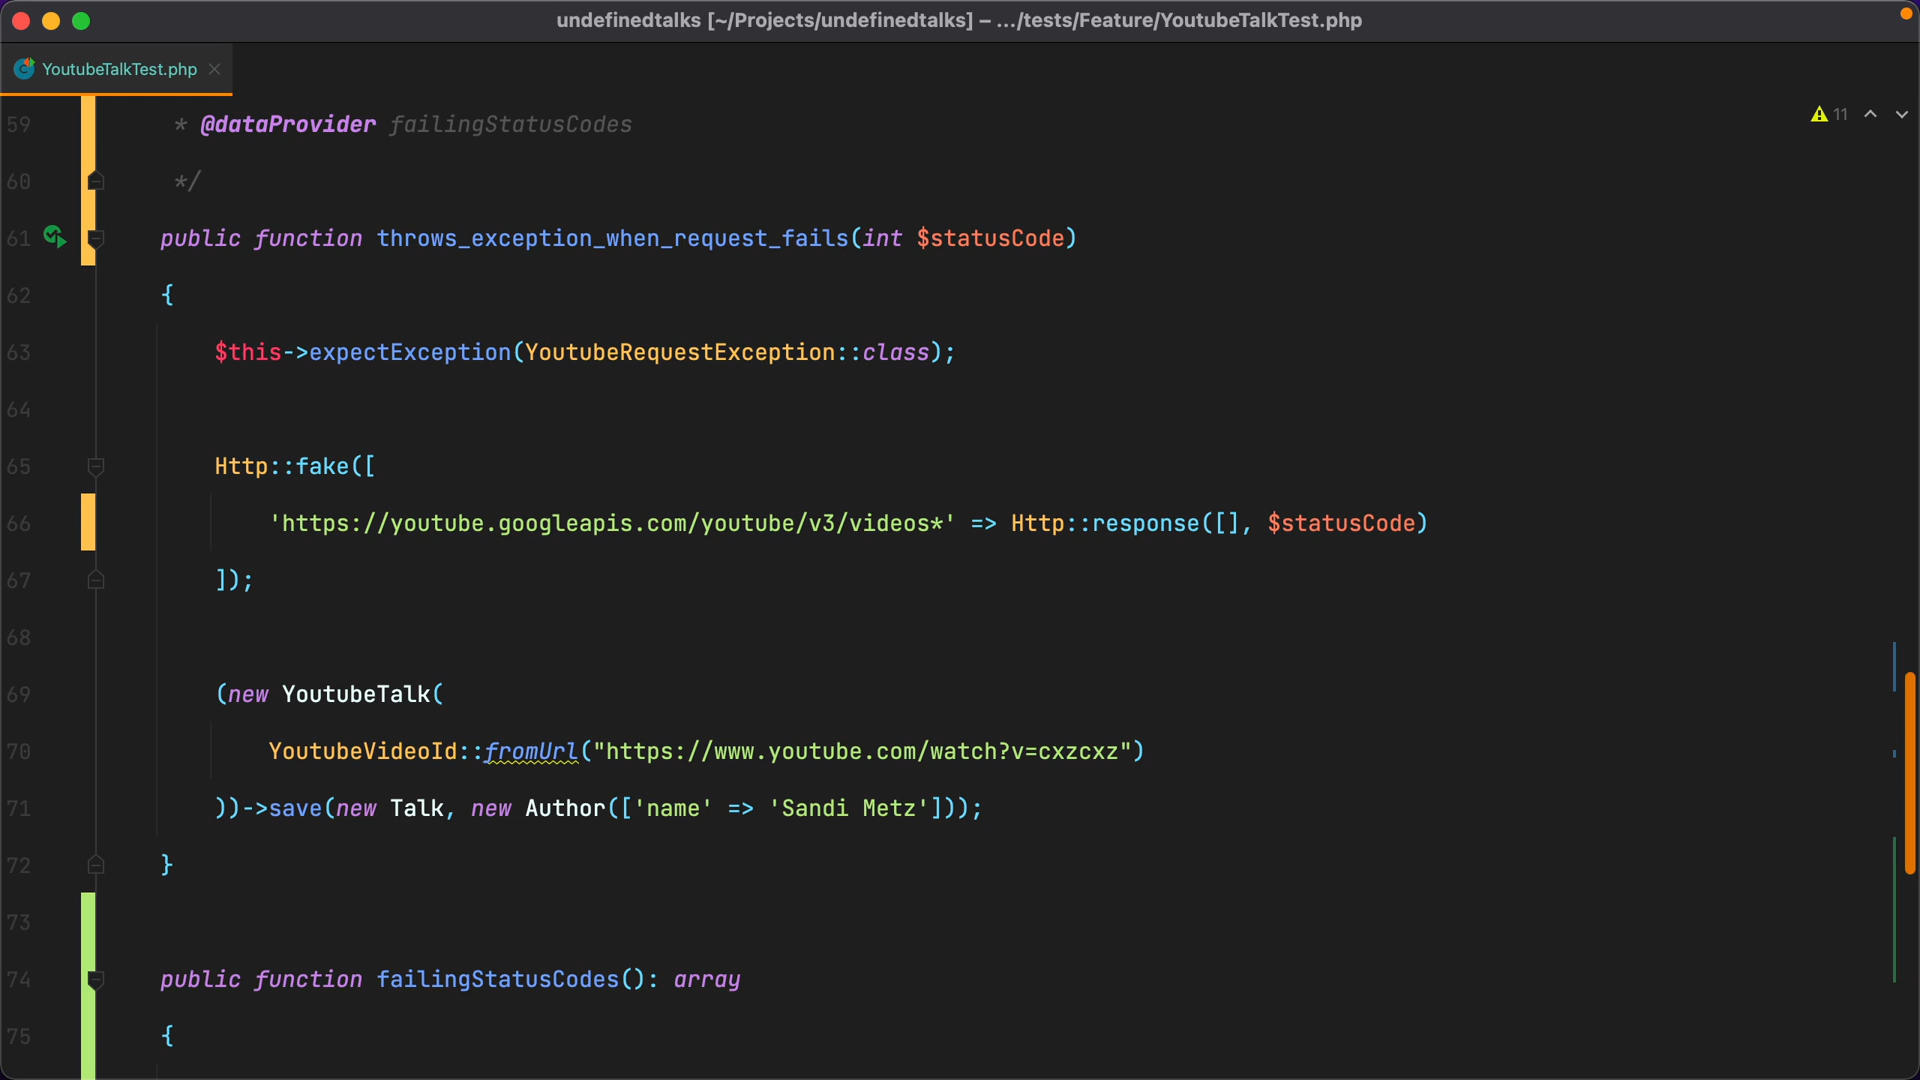 undefinedtalks [~/Projects/undefinedtalks] – .../tests/Feature/YoutubeTalkTest.php
YoutubeTalkTest.php
11
59 * @dataProvider failingStatusCodes
60 */
61 public function throws_exception_when_request_fails(int $statusCode)
62 {
63 $this->expectException(YoutubeRequestException::class);
64
65 Http::fake([
66 'https://youtube.googleapis.com/youtube/v3/videos*' => Http::response([], $statusCode)
67 ]);
68
69 (new YoutubeTalk(
70 YoutubeVideoId::fromUrl("https://www.youtube.com/watch?v=cxzcxz")
71 ))->save(new Talk, new Author(['name' => 'Sandi Metz']));
72 }
73
74 public function failingStatusCodes(): array
75 {